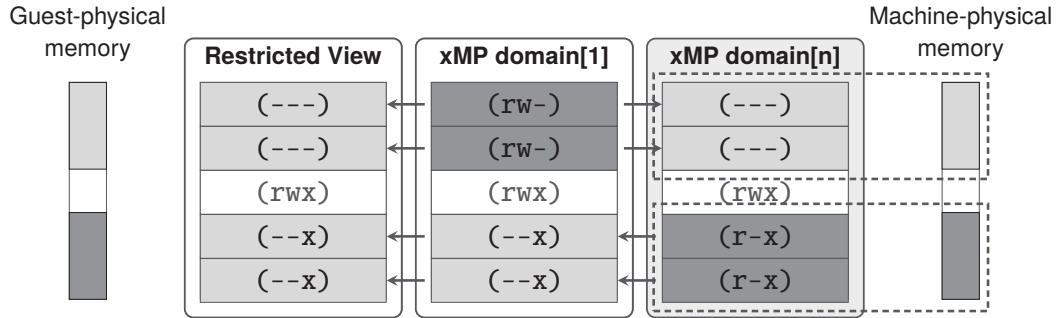 Guest-physical
memory
Machine-physical
memory
Restricted View
xMP domain[1]
xMP domain[n]
(---)
(rw-)
(---)
(---)
(rw-)
(---)
(rwx)
(rwx)
(rwx)
(--x)
(--x)
(r-x)
(--x)
(--x)
(r-x)